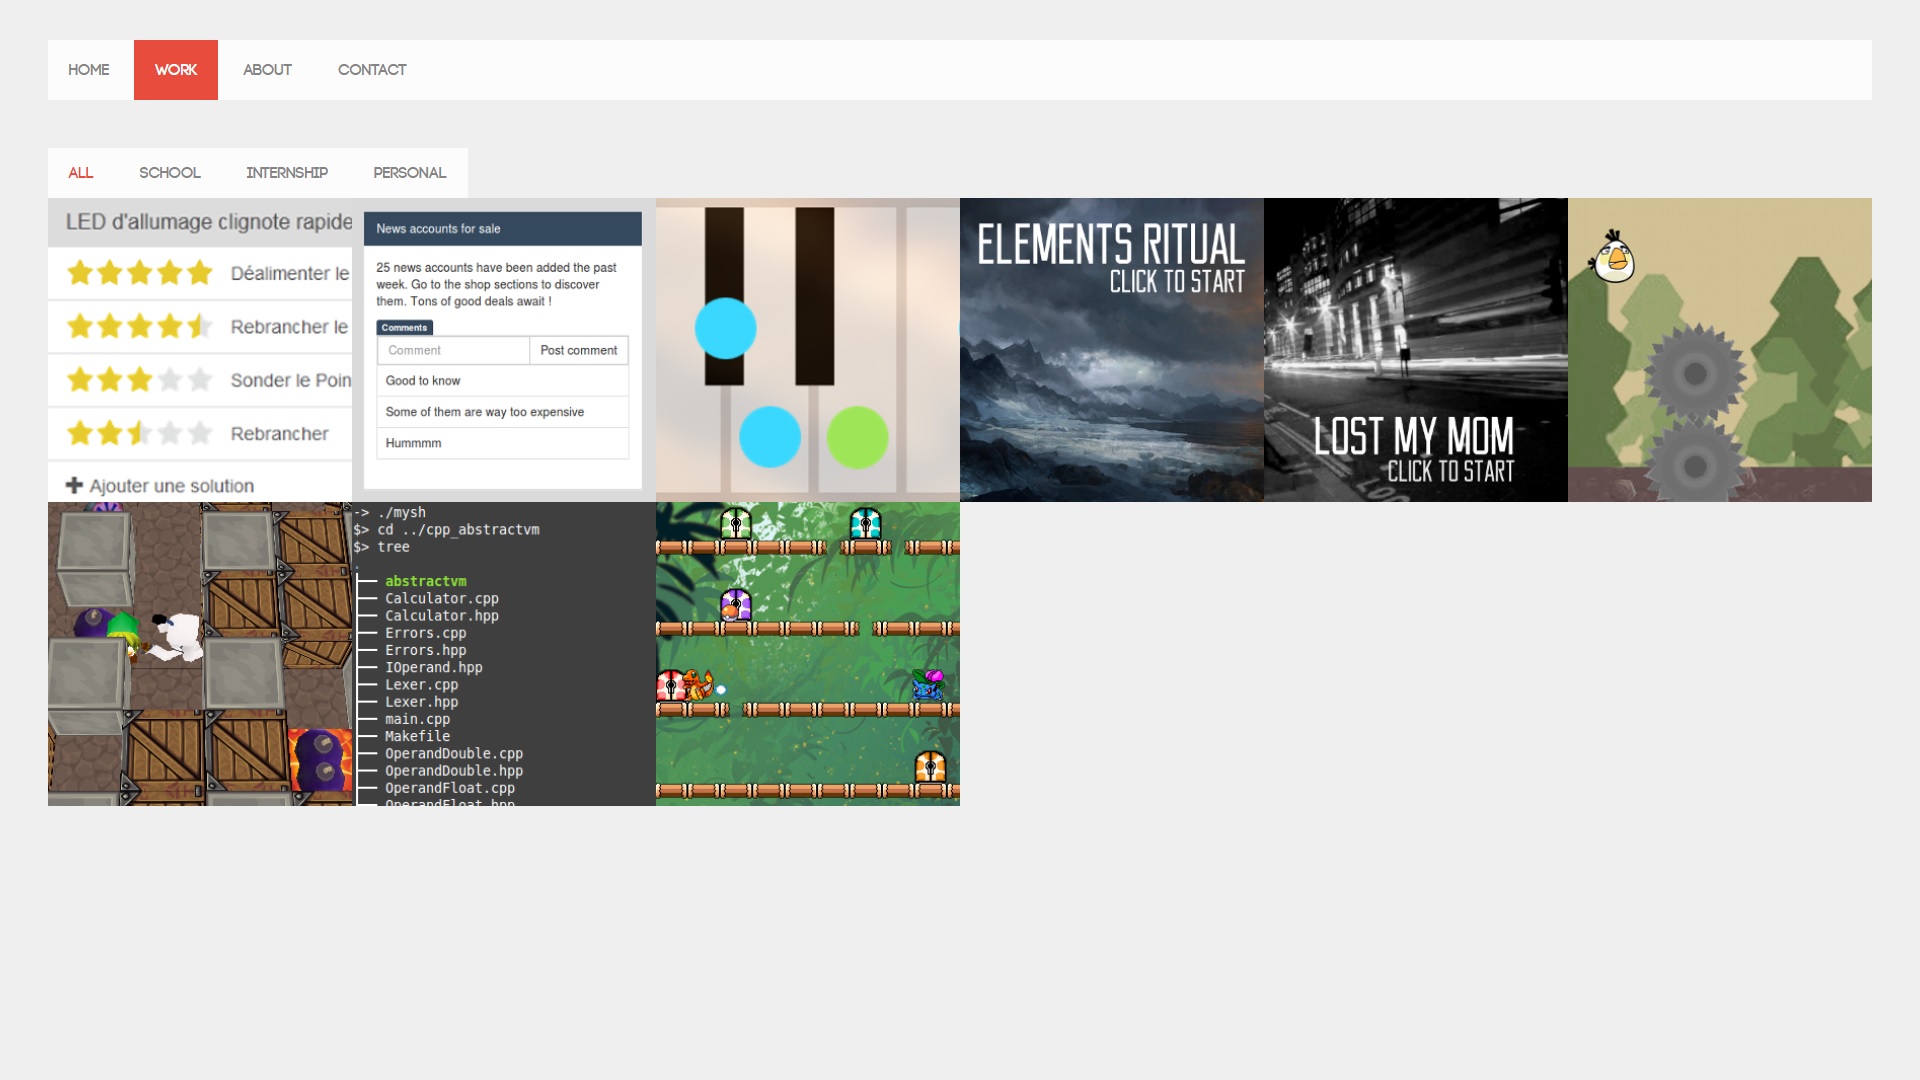 HOME WORK ABOUT CONTACT
ALL SCHOOL INTERNSHIP PERSONAL
LED d'allumage clignote rapide
Déalimenter le
Rebrancher le
Sonder le Poin
Rebrancher
Ajouter une solution
News accounts for sale
25 news accounts have been added the past
week. Go to the shop sections to discover
them. Tons of good deals await !
Comments
Comment Post comment
Good to know
Some of them are way too expensive
Hummmm
ELEMENTS RITUAL
CLICK TO START
LOST MY MOM
CLICK TO START
-> ./mysh
$> cd ../cpp_abstractvm
$> tree
.
abstractvm
Calculator.cpp
Calculator.hpp
Errors.cpp
Errors.hpp
IOperand.hpp
Lexer.cpp
Lexer.hpp
main.cpp
Makefile
OperandDouble.cpp
OperandDouble.hpp
OperandFloat.cpp
OperandFloat.hpp